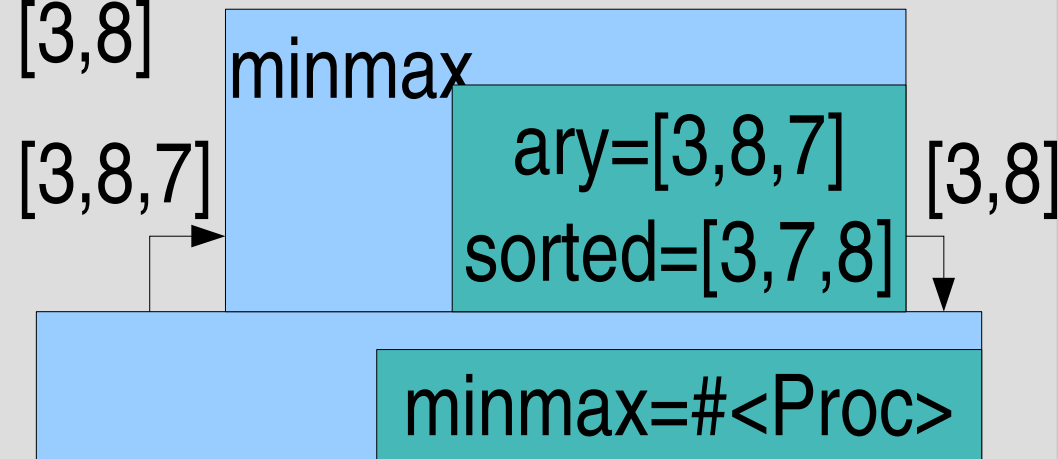 [3,8]
minmax
ary=[3,8,7]
[3,8,7]
[3,8]
sorted=[3,7,8]
minmax=#<Proc>